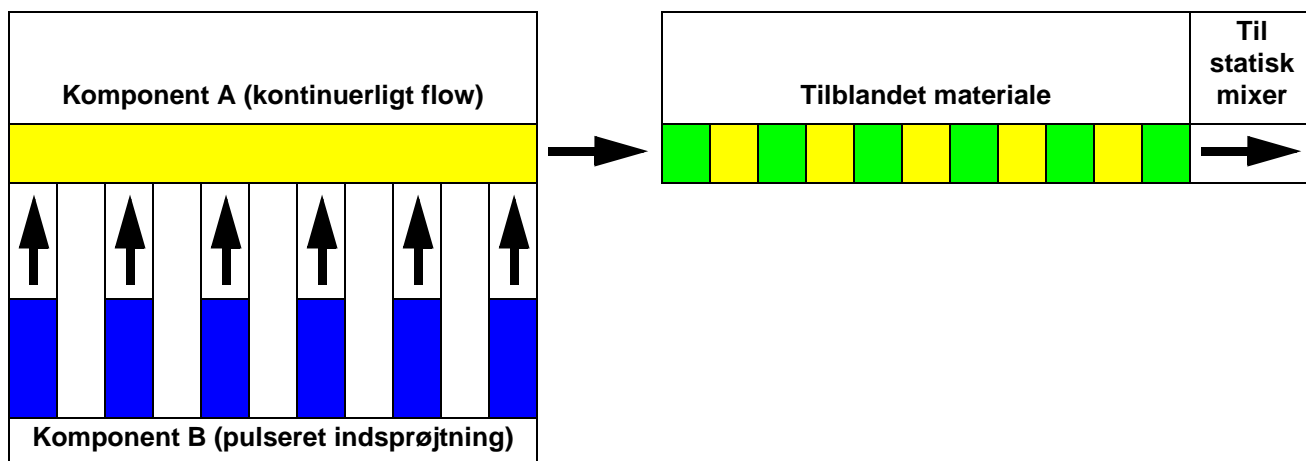 Komponent A (kontinuerligt flow)
Komponent B (pulseret indsprøjtning)
Tilblandet materiale
Til
statisk
mixer